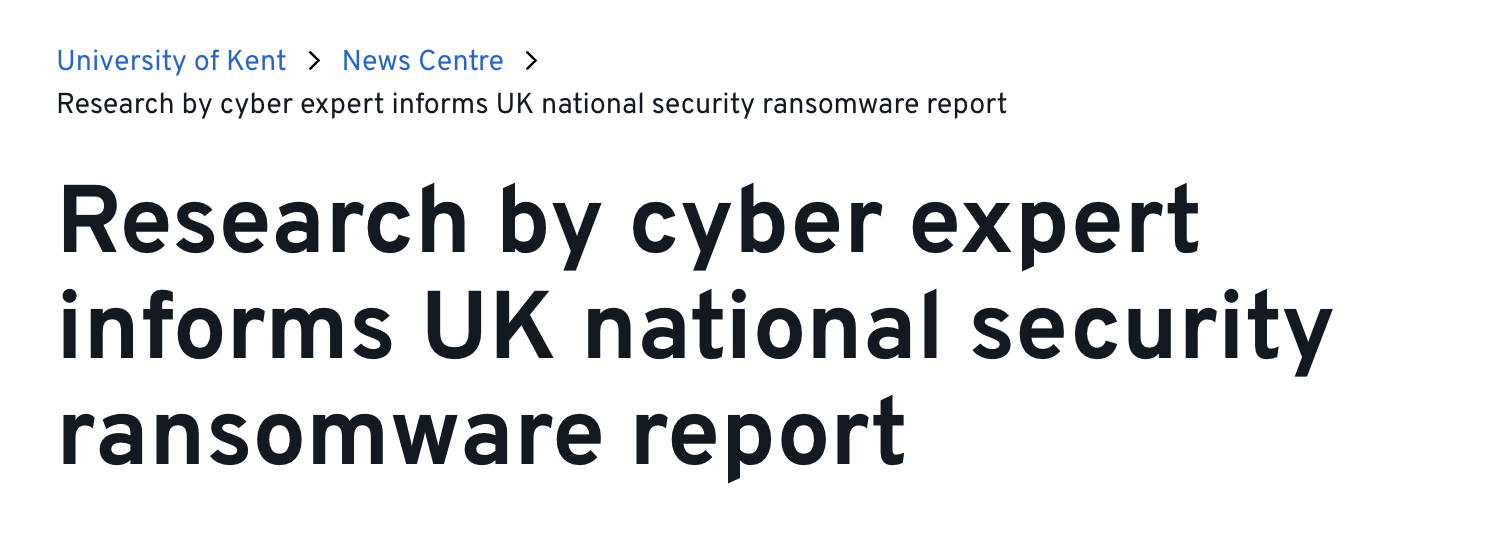 University of Kent > News Centre >
Research by cyber expert informs UK national security ransomware report
Research by cyber expert
informs UK national security
ransomware report